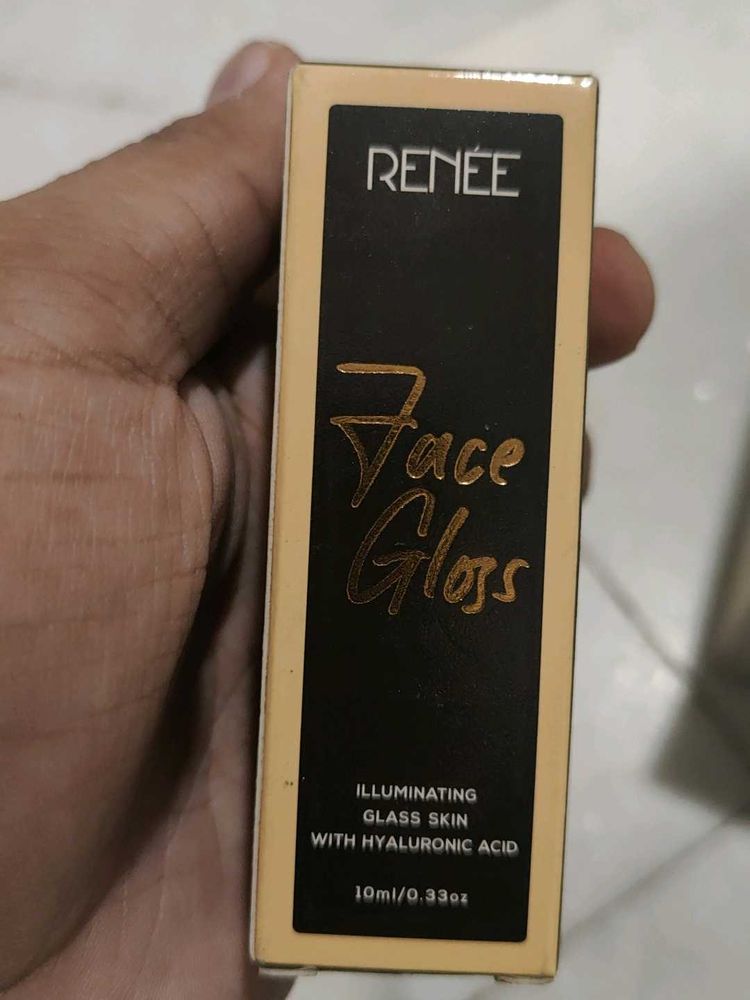 RENÉE
Face
Gloss
ILLUMINATING
GLASS SKIN
WITH HYALURONIC ACID
10ml/0.33oz